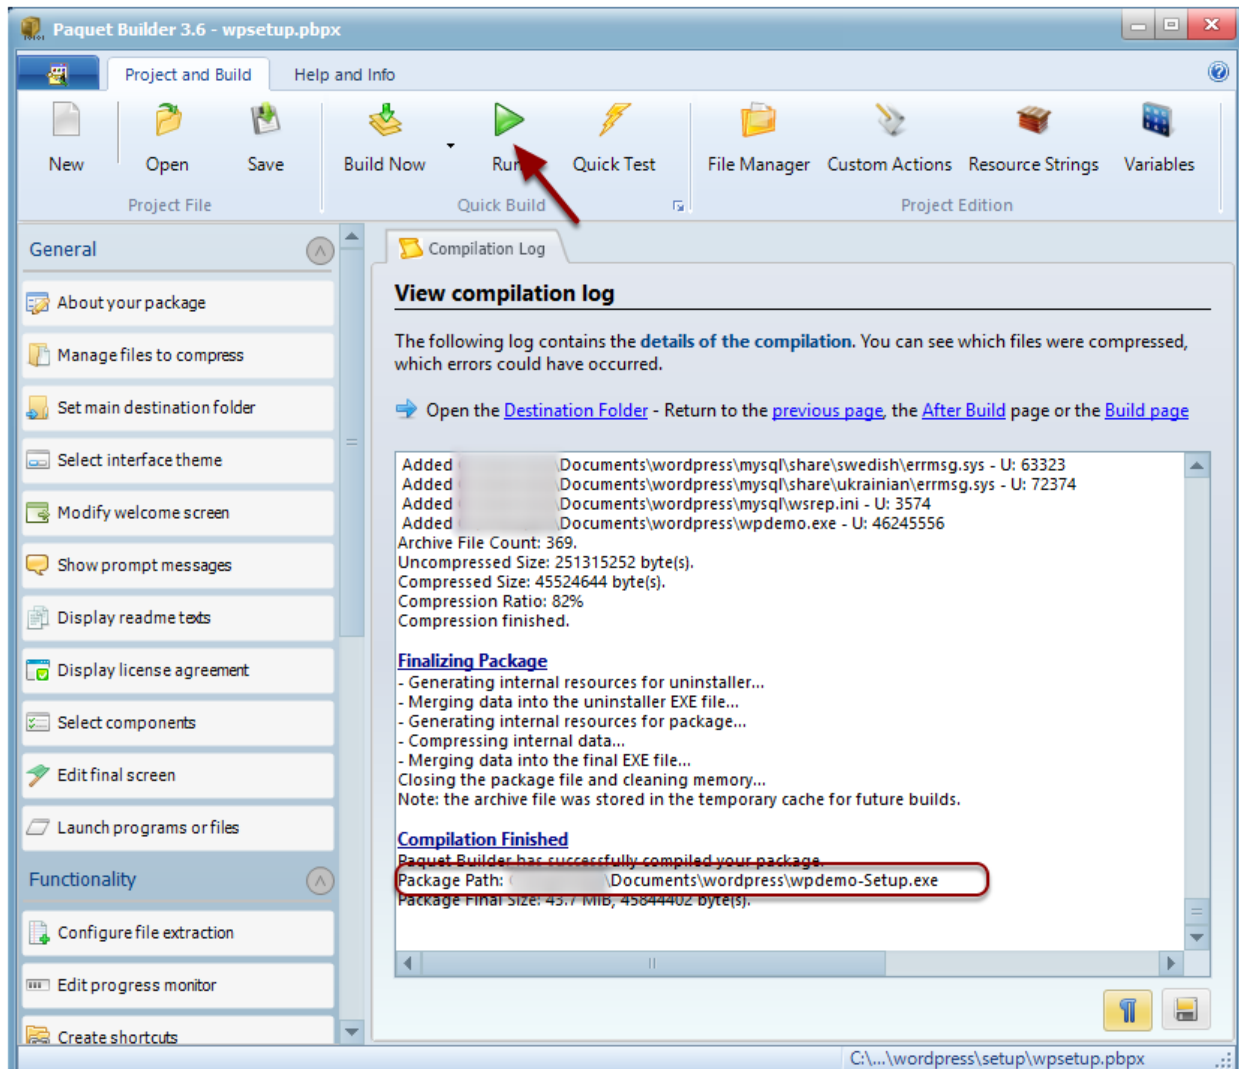 Paquet Builder 3.6 - wpsetup.pbpx
Project and Build
Help and Info
New
Open
Save
Build Now
Run
Quick Test
File Manager
Custom Actions
Resource Strings
Variables
Project File
Quick Build
Project Edition
General
About your package
Manage files to compress
Set main destination folder
Select interface theme
Modify welcome screen
Show prompt messages
Display readme texts
Display license agreement
Select components
Edit final screen
Launch programs or files
Functionality
Configure file extraction
Edit progress monitor
Create shortcuts
Compilation Log
View compilation log
The following log contains the details of the compilation. You can see which files were compressed,
which errors could have occurred.
Open the Destination Folder - Return to the previous page, the After Build page or the Build page
Added \Documents\wordpress\mysql\share\swedish\errmsg.sys - U: 63323
Added \Documents\wordpress\mysql\share\ukrainian\errmsg.sys - U: 72374
Added \Documents\wordpress\mysql\wsrep.ini - U: 3574
Added \Documents\wordpress\wpdemo.exe - U: 46245556
Archive File Count: 369.
Uncompressed Size: 251315252 byte(s).
Compressed Size: 45524644 byte(s).
Compression Ratio: 82%
Compression finished.
Finalizing Package
- Generating internal resources for uninstaller...
- Merging data into the uninstaller EXE file...
- Generating internal resources for package...
- Compressing internal data...
- Merging data into the final EXE file...
Closing the package file and cleaning memory...
Note: the archive file was stored in the temporary cache for future builds.
Compilation Finished
Paquet Builder has successfully compiled your package.
Package Path: \Documents\wordpress\wpdemo-Setup.exe
Package Final Size: 43.7 MiB, 45844402 byte(s).
C:\...\wordpress\setup\wpsetup.pbpx